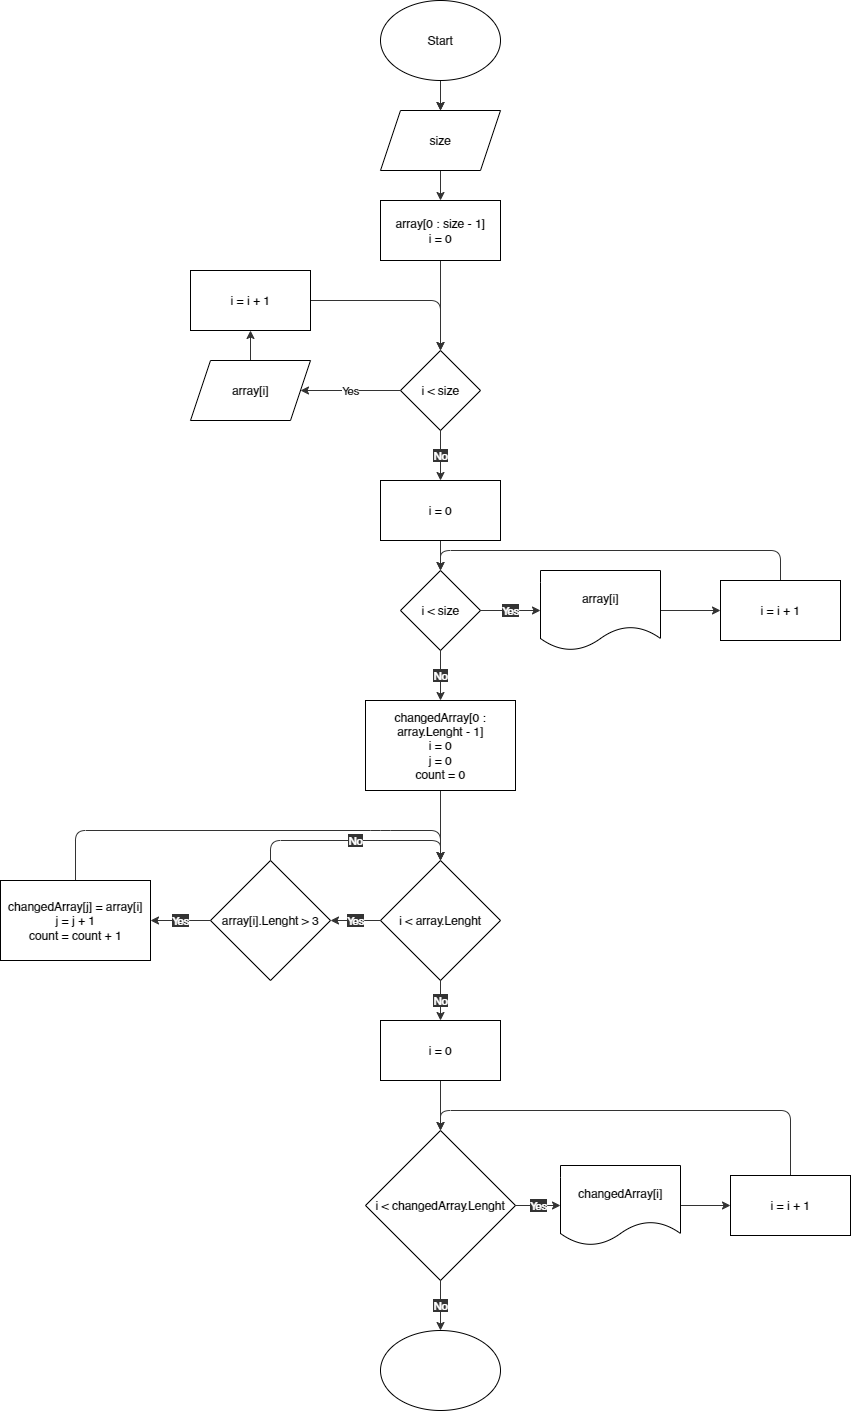 Start
size
array[0 : size - 1]
i = 0
i = i + 1
array[i]
Yes
i < size
No
i = 0
i < size
Yes
array[i]
i = i + 1
No
changedArray[0 :
array.Lenght - 1]
i = 0
j = 0
count = 0
No
changedArray[j] = array[i]
j = j + 1
count = count + 1
Yes
array[i].Lenght > 3
Yes
i < array.Lenght
No
i = 0
i < changedArray.Lenght
Yes
changedArray[i]
i = i + 1
No